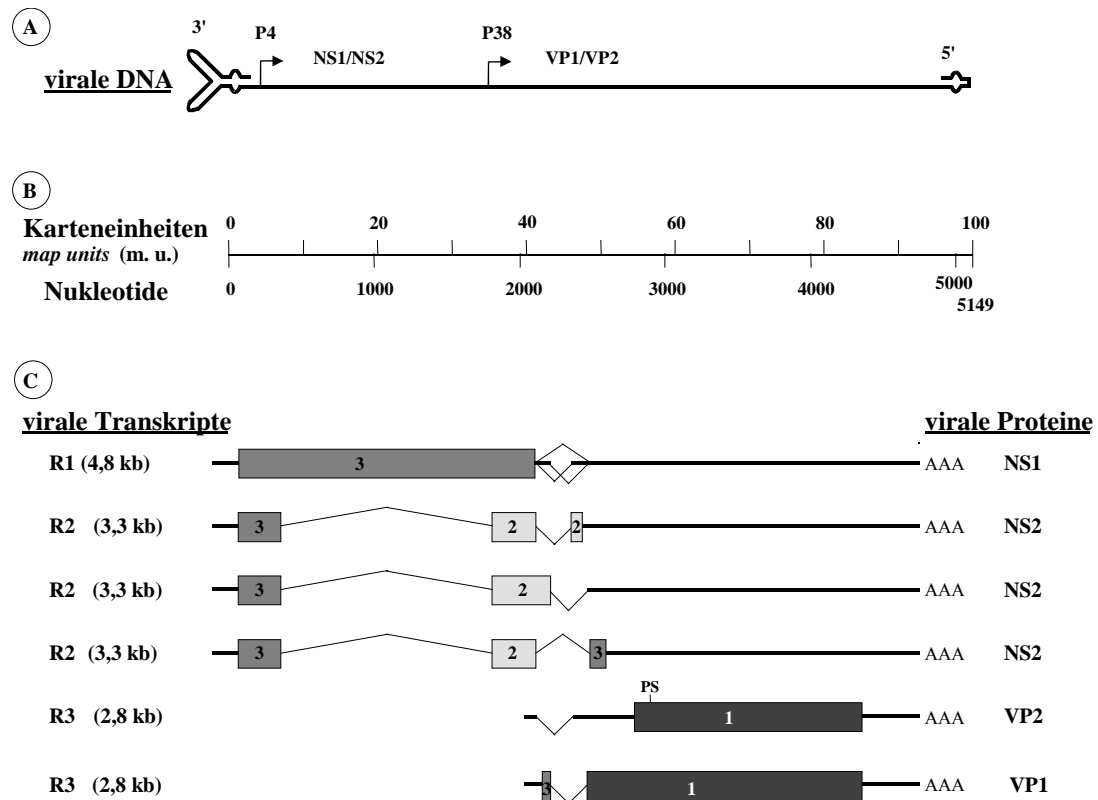 A
3'
P4
P38
5'
NS1/NS2
VP1/VP2
virale DNA
B
Karteneinheiten
0 20 40 60 80 100
map units (m. u.)
Nukleotide
0 1000 2000 3000 4000 5000
5149
C
virale Transkripte
virale Proteine
R1 (4,8 kb) 3 AAA NS1
R2 (3,3 kb) 3 2 2 AAA NS2
R2 (3,3 kb) 3 2 AAA NS2
R2 (3,3 kb) 3 2 3 AAA NS2
PS
R3 (2,8 kb) 1 AAA VP2
R3 (2,8 kb) 3 1 AAA VP1